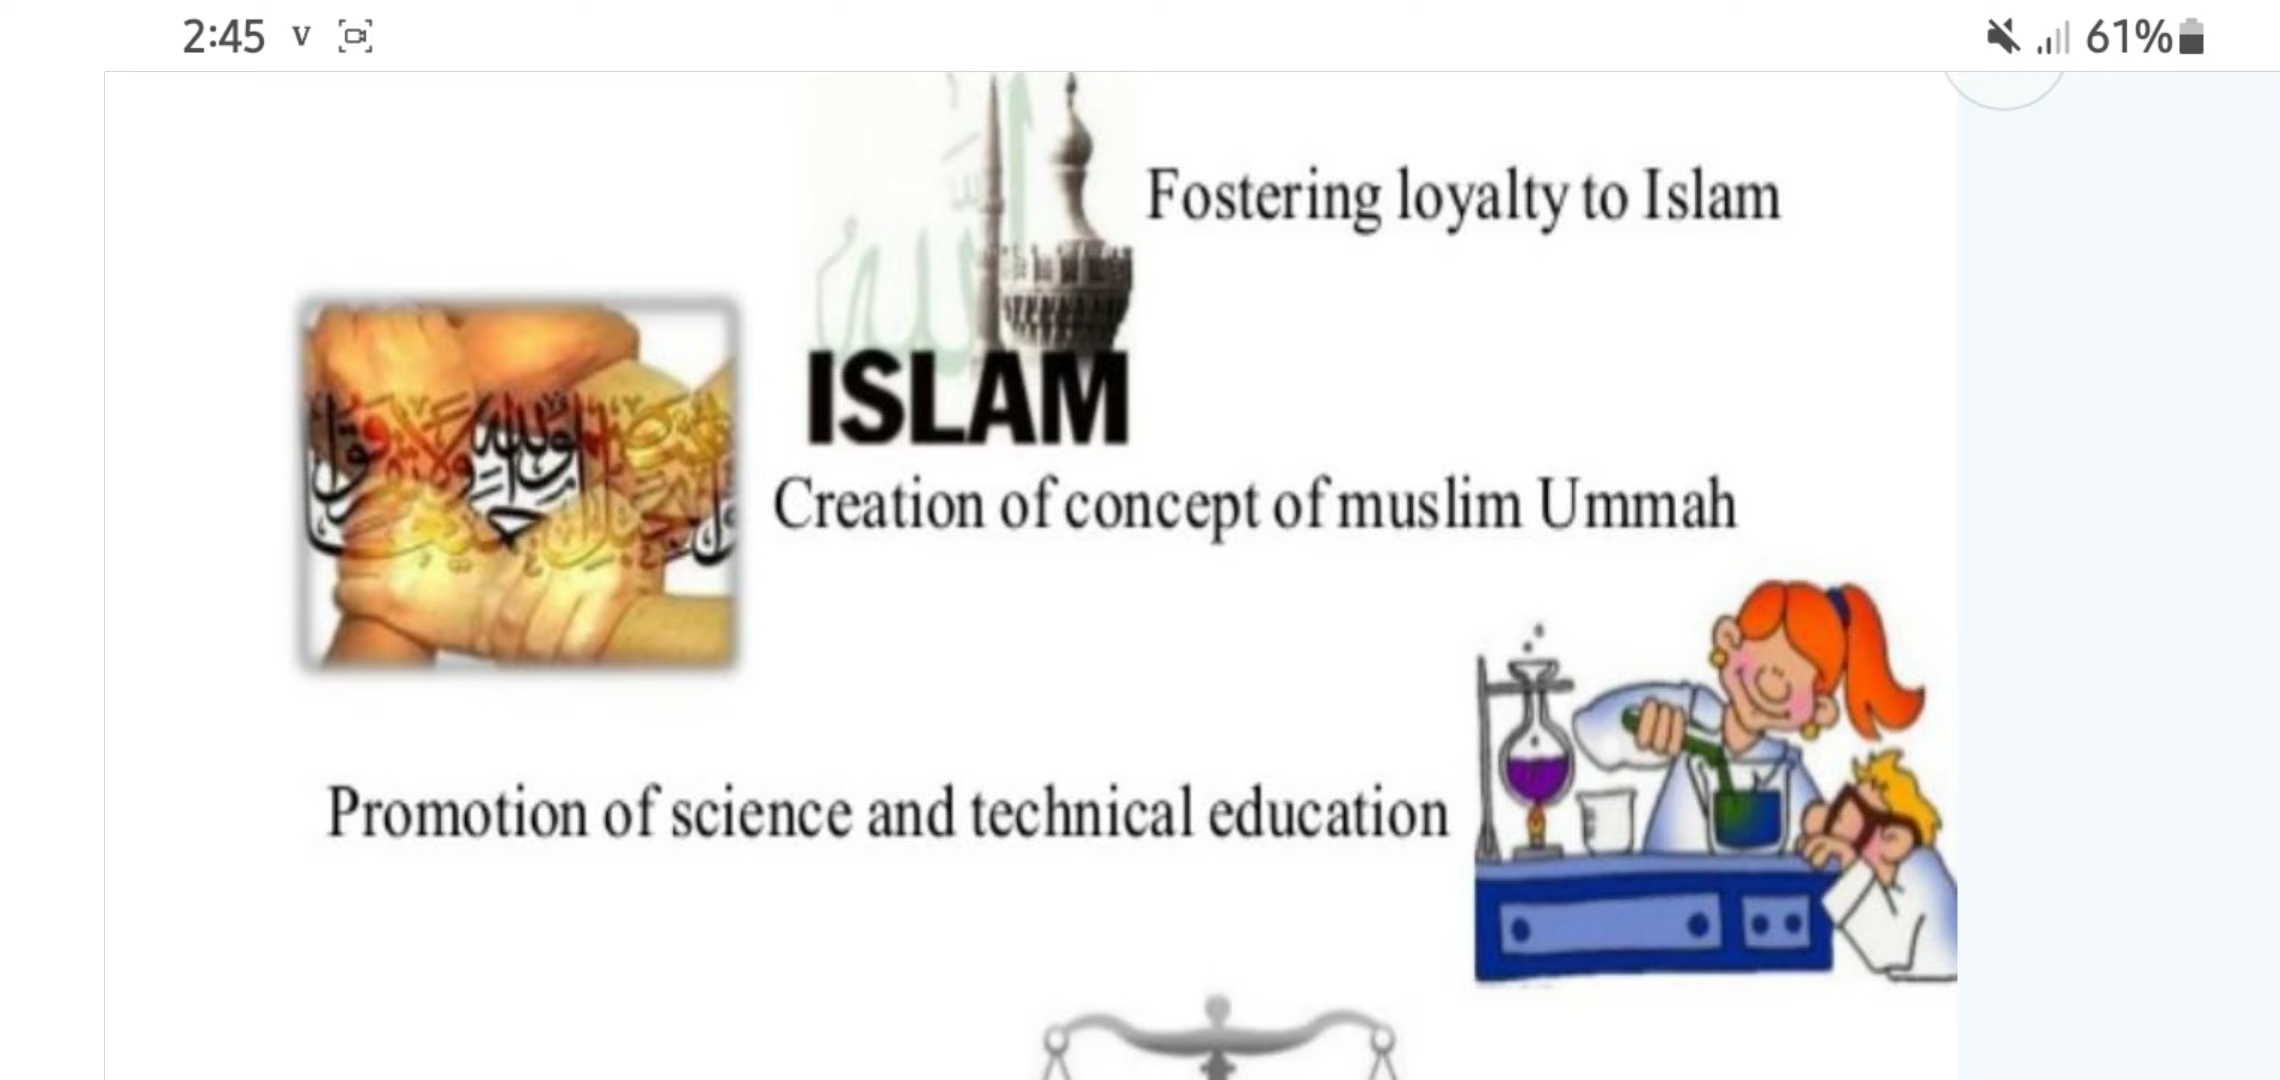 2:45 V
61%
Fostering loyalty to Islam
ISLAM
Creation of concept of muslim Ummah
Promotion of science and technical education